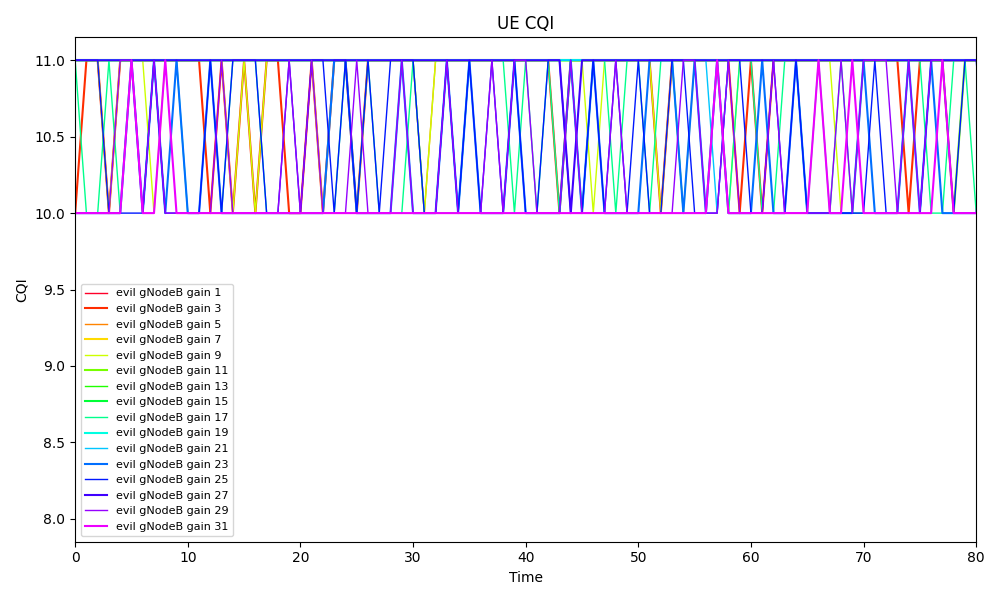 UE CQI
11.0
10.5
10.0
9.5
9.0
8.5
8.0
CQI
evil gNodeB gain 1
evil gNodeB gain 3
evil gNodeB gain 5
evil gNodeB gain 7
evil gNodeB gain 9
evil gNodeB gain 11
evil gNodeB gain 13
evil gNodeB gain 15
evil gNodeB gain 17
evil gNodeB gain 19
evil gNodeB gain 21
evil gNodeB gain 23
evil gNodeB gain 25
evil gNodeB gain 27
evil gNodeB gain 29
evil gNodeB gain 31
0 10 20 30 40 50 60 70 80
Time